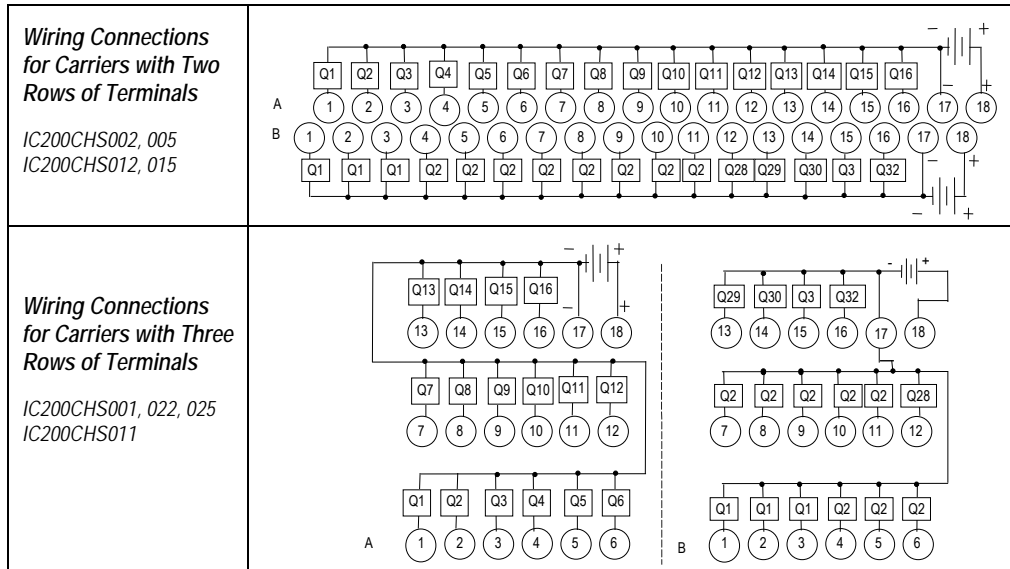 Wiring Connections
for Carriers with Two
Rows of Terminals
IC200CHS002, 005
IC200CHS012, 015
− +
Q1 Q2 Q3 Q4 Q5 Q6 Q7 Q8 Q9 Q10 Q11 Q12 Q13 Q14 Q15 Q16 − +
A 1 2 3 4 5 6 7 8 9 10 11 12 13 14 15 16 17 18
B 1 2 3 4 5 6 7 8 9 10 11 12 13 14 15 16 17 18
Q1 Q1 Q1 Q2 Q2 Q2 Q2 Q2 Q2 Q2 Q2 Q28 Q29 Q30 Q3 Q32 − +
− +
Wiring Connections
for Carriers with Three
Rows of Terminals
IC200CHS001, 022, 025
IC200CHS011
− +
Q13 Q14 Q15 Q16 − +
13 14 15 16 17 18
Q7 Q8 Q9 Q10 Q11 Q12
7 8 9 10 11 12
Q1 Q2 Q3 Q4 Q5 Q6
A 1 2 3 4 5 6
- +
Q29 Q30 Q3 Q32
13 14 15 16 17 18
Q2 Q2 Q2 Q2 Q2 Q28
7 8 9 10 11 12
Q1 Q1 Q1 Q2 Q2 Q2
B 1 2 3 4 5 6